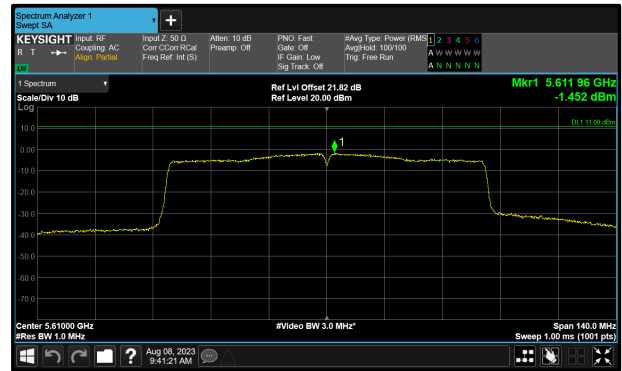 Spectrum Analyzer 1
Swept SA
KEYSIGHT Input: RF Input Z: 50 Ω Atten: 10 dB PNO: Fast #Avg Type: Power (RMS 1 2 3 4 5 6
R T Coupling: AC Corr CCorr RCal Preamp: Off Gate: Off Avg|Hold: 100/100 A W W W W W
Align: Partial Freq Ref: Int (S) IF Gain: Low Trig: Free Run
Sig Track: Off A N N N N N
LXI
1 Spectrum Ref Lvl Offset 21.82 dB Mkr1 5.611 96 GHz
Scale/Div 10 dB Ref Level 20.00 dBm -1.452 dBm
Log
10.0 DL1 11.00 dBm
0.00 1
-10.0
-20.0
-30.0
-40.0
-50.0
-60.0
-70.0
Center 5.61000 GHz #Video BW 3.0 MHz* Span 140.0 MHz
#Res BW 1.0 MHz Sweep 1.00 ms (1001 pts)
? Aug 08, 2023
9:41:21 AM